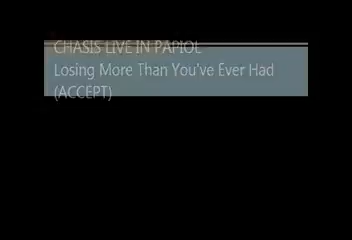 CHASIS LIVE IN PAPIOL
Losing More Than You've Ever Had
(ACCEPT)